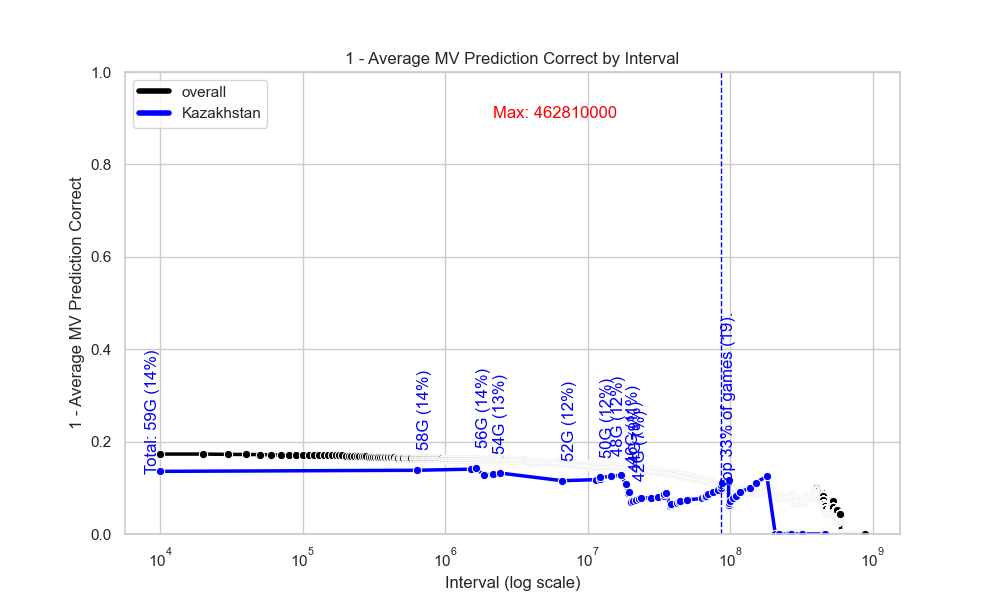 1 - Average MV Prediction Correct by Interval
overall
Kazakhstan
Max: 462810000
1 - Average MV Prediction Correct
1.0
0.8
0.6
0.4
0.2
0.0
Total: 59G (14%)
58G (14%)
56G (14%)
54G (13%)
52G (12%)
50G (12%)
48G (12%)
42G (7%)
Top 33% of games (19).
10^4
10^5
10^6
10^7
10^8
10^9
Interval (log scale)